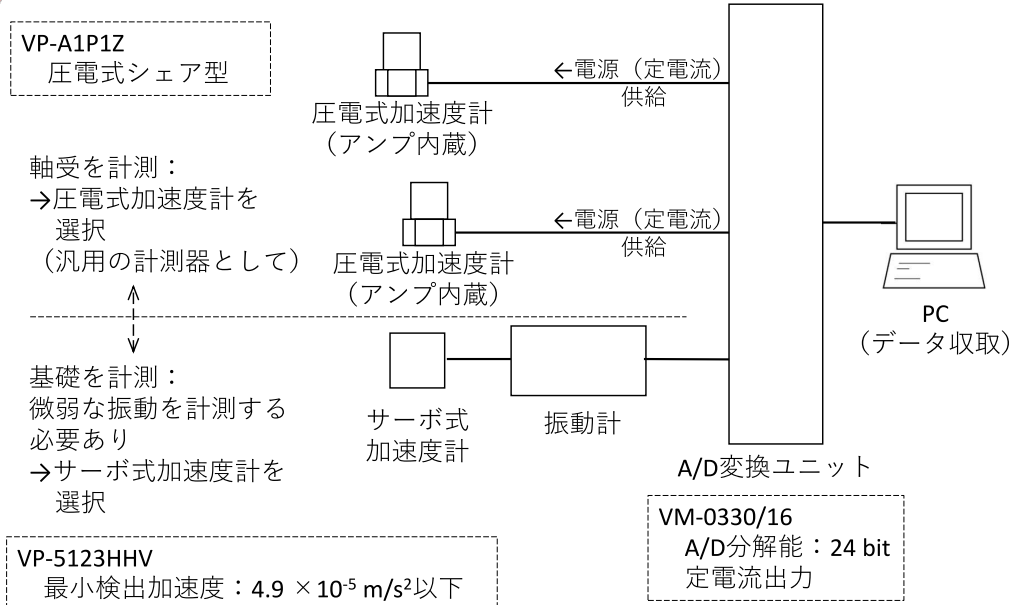 VP-A1P1Z
圧電式シェア型
←電源（定電流）
供給
圧電式加速度計
（アンプ内蔵）
軸受を計測：
→圧電式加速度計を
選択
（汎用の計測器として）
←電源（定電流）
供給
圧電式加速度計
（アンプ内蔵）
PC
（データ収取）
基礎を計測：
微弱な振動を計測する
必要あり
→サーボ式加速度計を
選択
サーボ式
加速度計
振動計
A/D変換ユニット
VM-0330/16
A/D分解能：24 bit
定電流出力
VP-5123HHV
最小検出加速度：4.9 ×10⁻⁵ m/s²以下